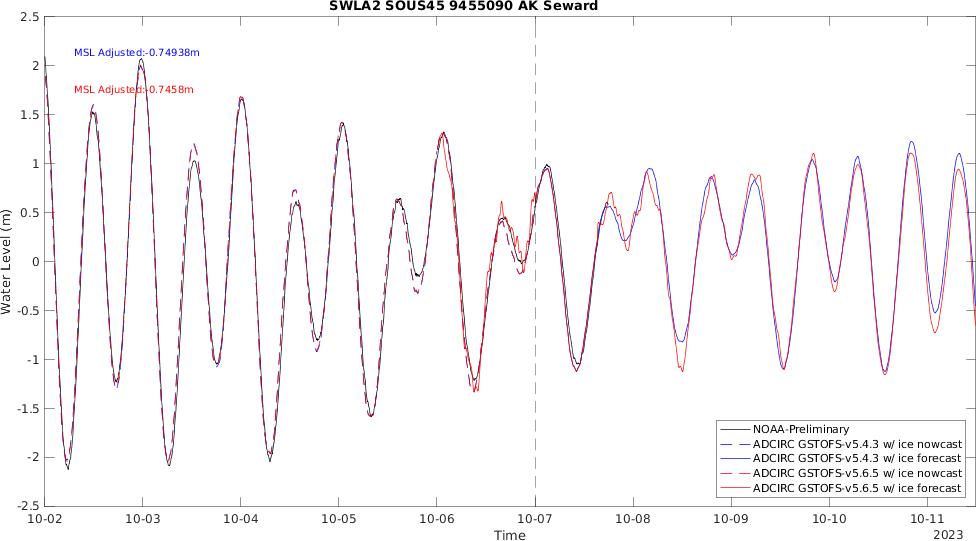 SWLA2 SOUS45 9455090 AK Seward
2.5
MSL Adjusted:-0.74938m
2
MSL Adjusted:-0.7458m
1.5
1
0.5
0
-0.5
-1
-1.5
-2
-2.5
Water Level (m)
NOAA-Preliminary
ADCIRC GSTOFS-v5.4.3 w/ ice nowcast
ADCIRC GSTOFS-v5.4.3 w/ ice forecast
ADCIRC GSTOFS-v5.6.5 w/ ice nowcast
ADCIRC GSTOFS-v5.6.5 w/ ice forecast
10-02 10-03 10-04 10-05 10-06 10-07 10-08 10-09 10-10 10-11
Time
2023